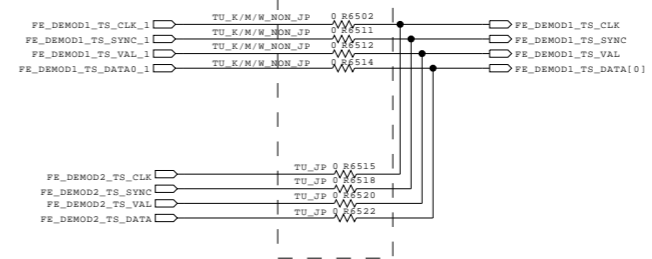 FE_DEMOD1_TS_CLK_1 TU_K/M/W_NON_JP 0 R6502 FE_DEMOD1_TS_CLK
FE_DEMOD1_TS_SYNC_1 TU_K/M/W_NON_JP 0 R6511 FE_DEMOD1_TS_SYNC
FE_DEMOD1_TS_VAL_1 TU_K/M/W_NON_JP 0 R6512 FE_DEMOD1_TS_VAL
FE_DEMOD1_TS_DATA0_1 TU_K/M/W_NON_JP 0 R6514 FE_DEMOD1_TS_DATA[0]
FE_DEMOD2_TS_CLK TU_JP 0 R6515
FE_DEMOD2_TS_SYNC TU_JP 0 R6518
FE_DEMOD2_TS_VAL TU_JP 0 R6520
FE_DEMOD2_TS_DATA TU_JP 0 R6522